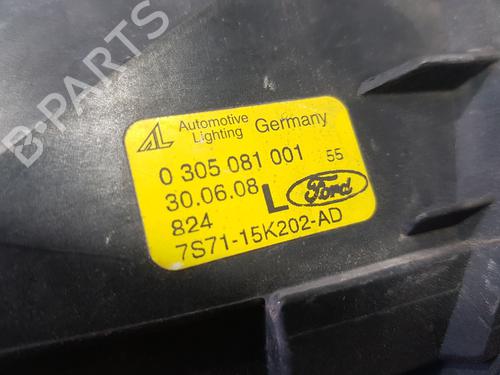 B-PARTS
AL Automotive Lighting Germany
0 305 081 001 55
30.06.08
824 L Ford
7S71-15K202-AD